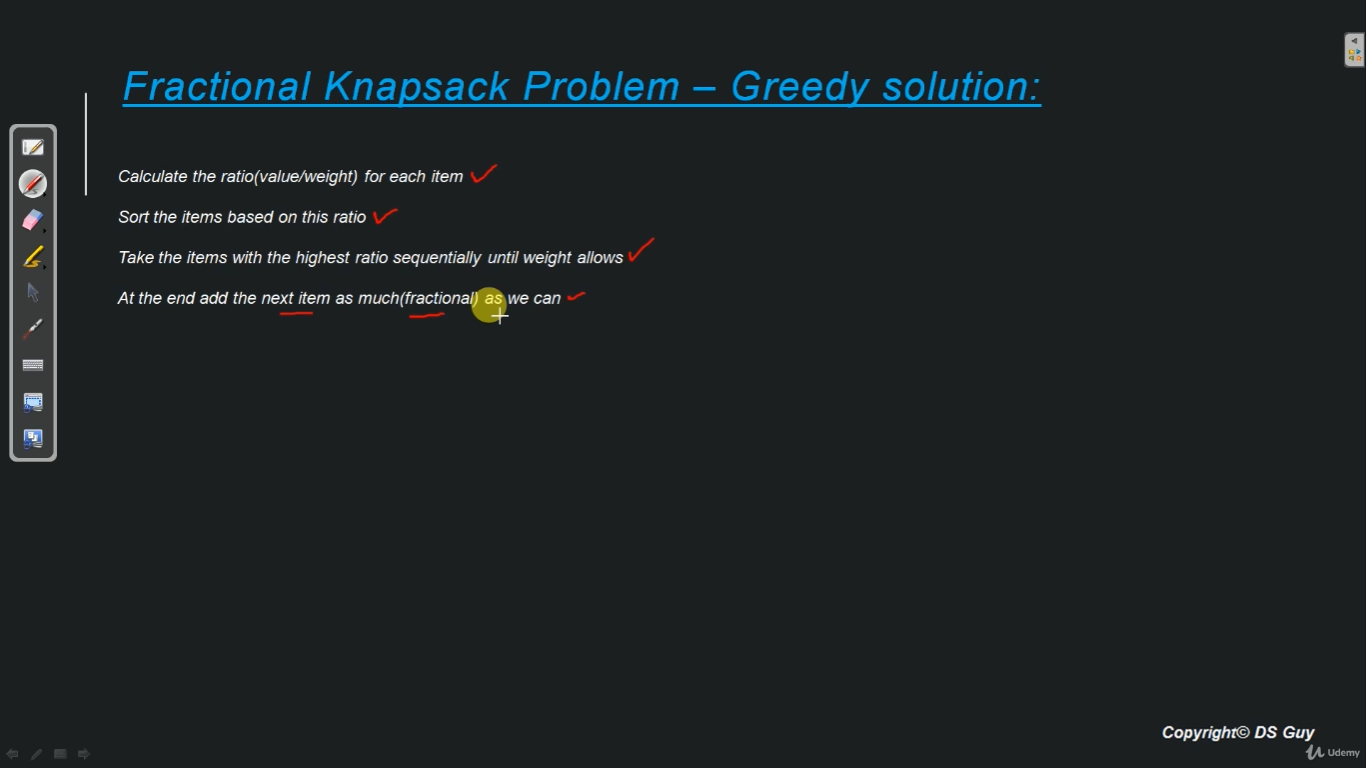 Fractional Knapsack Problem – Greedy solution:
Calculate the ratio(value/weight) for each item
Sort the items based on this ratio
Take the items with the highest ratio sequentially until weight allows
At the end add the next item as much(fractional) as we can
Copyright© DS Guy
Udemy